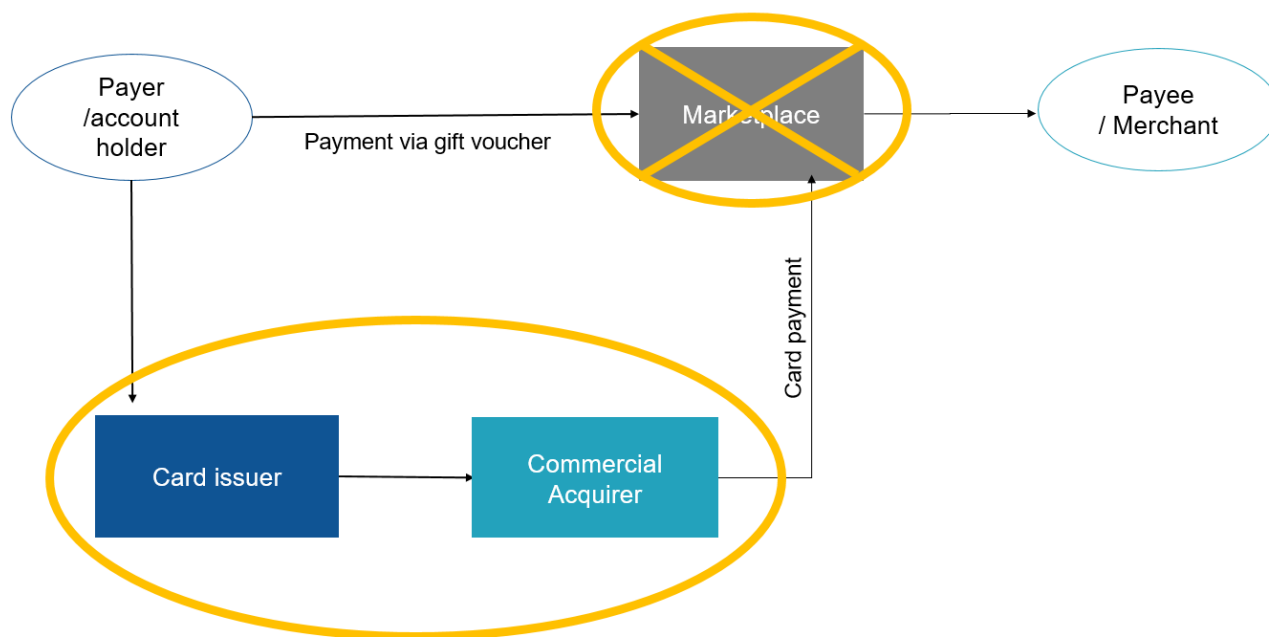 Payer
/account
holder
Payment via gift voucher
Marketplace
Payee
/ Merchant
Card payment
Card issuer
Commercial
Acquirer